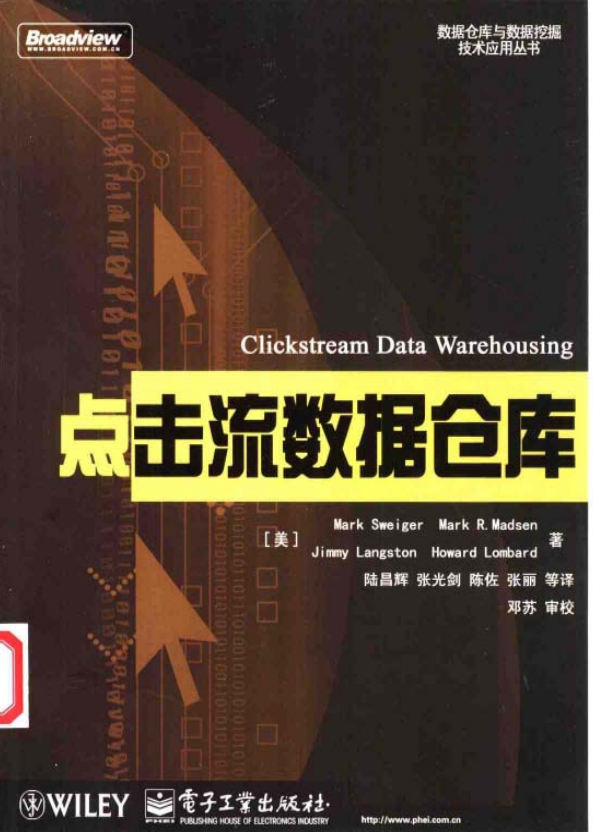 Broadview
WWW.BROADVIEW.COM.CN
数据仓库与数据挖掘
技术应用丛书
Clickstream Data Warehousing
点击流数据仓库
[美] Mark Sweiger Mark R.Madsen
Jimmy Langston Howard Lombard 著
陆昌辉 张光剑 陈佐 张丽 等译
邓苏 审校
WILEY
電子工業出版社·
PUBLISHING HOUSE OF ELECTRONICS INDUSTRY
http://www.phei.com.cn